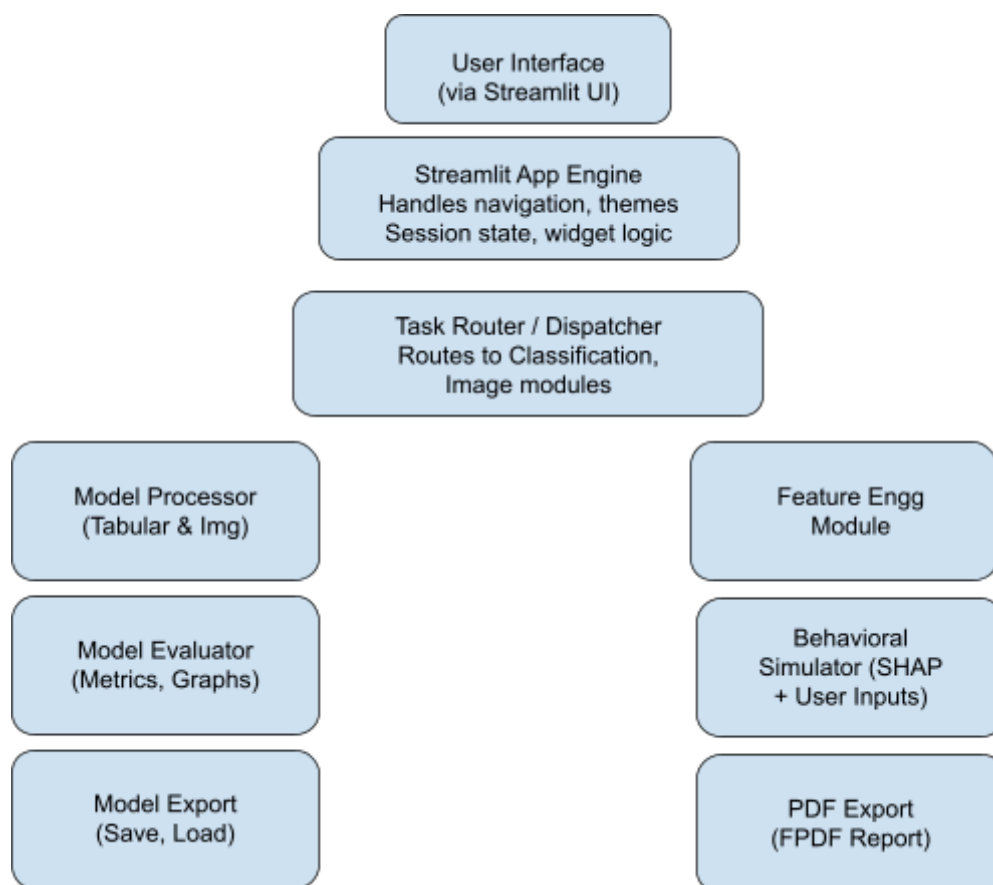 User Interface
(via Streamlit UI)
Streamlit App Engine
Handles navigation, themes
Session state, widget logic
Task Router / Dispatcher
Routes to Classification,
Image modules
Model Processor
(Tabular & Img)
Feature Engg
Module
Model Evaluator
(Metrics, Graphs)
Behavioral
Simulator (SHAP
+ User Inputs)
Model Export
(Save, Load)
PDF Export
(FPDF Report)